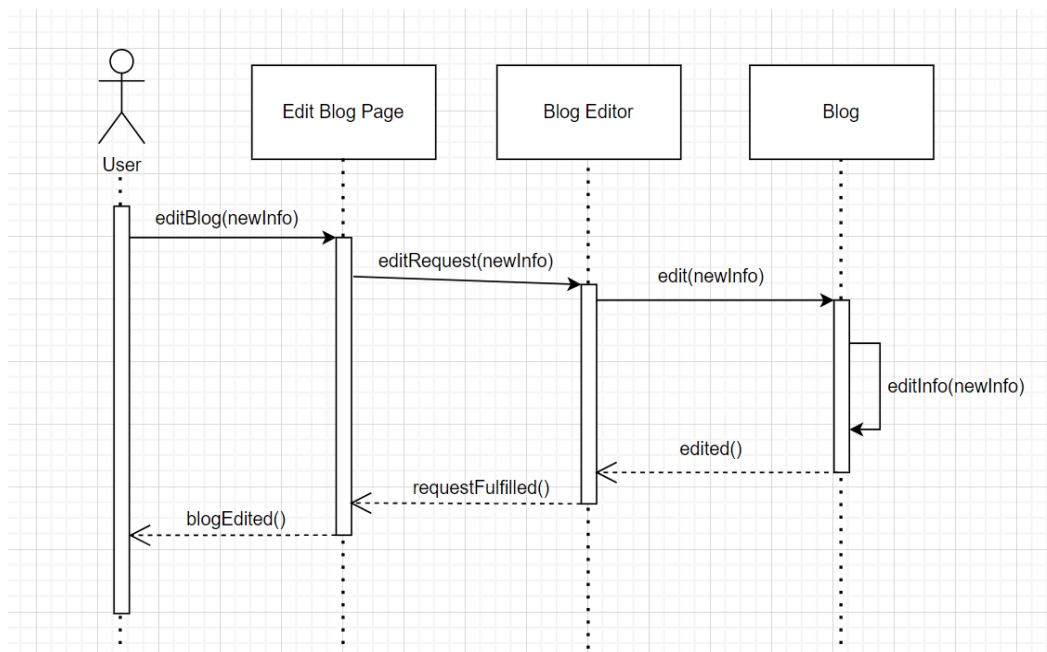 Edit Blog Page
Blog Editor
Blog
User
editBlog(newInfo)
editRequest(newInfo)
edit(newInfo)
editInfo(newInfo)
edited()
requestFulfilled()
blogEdited()